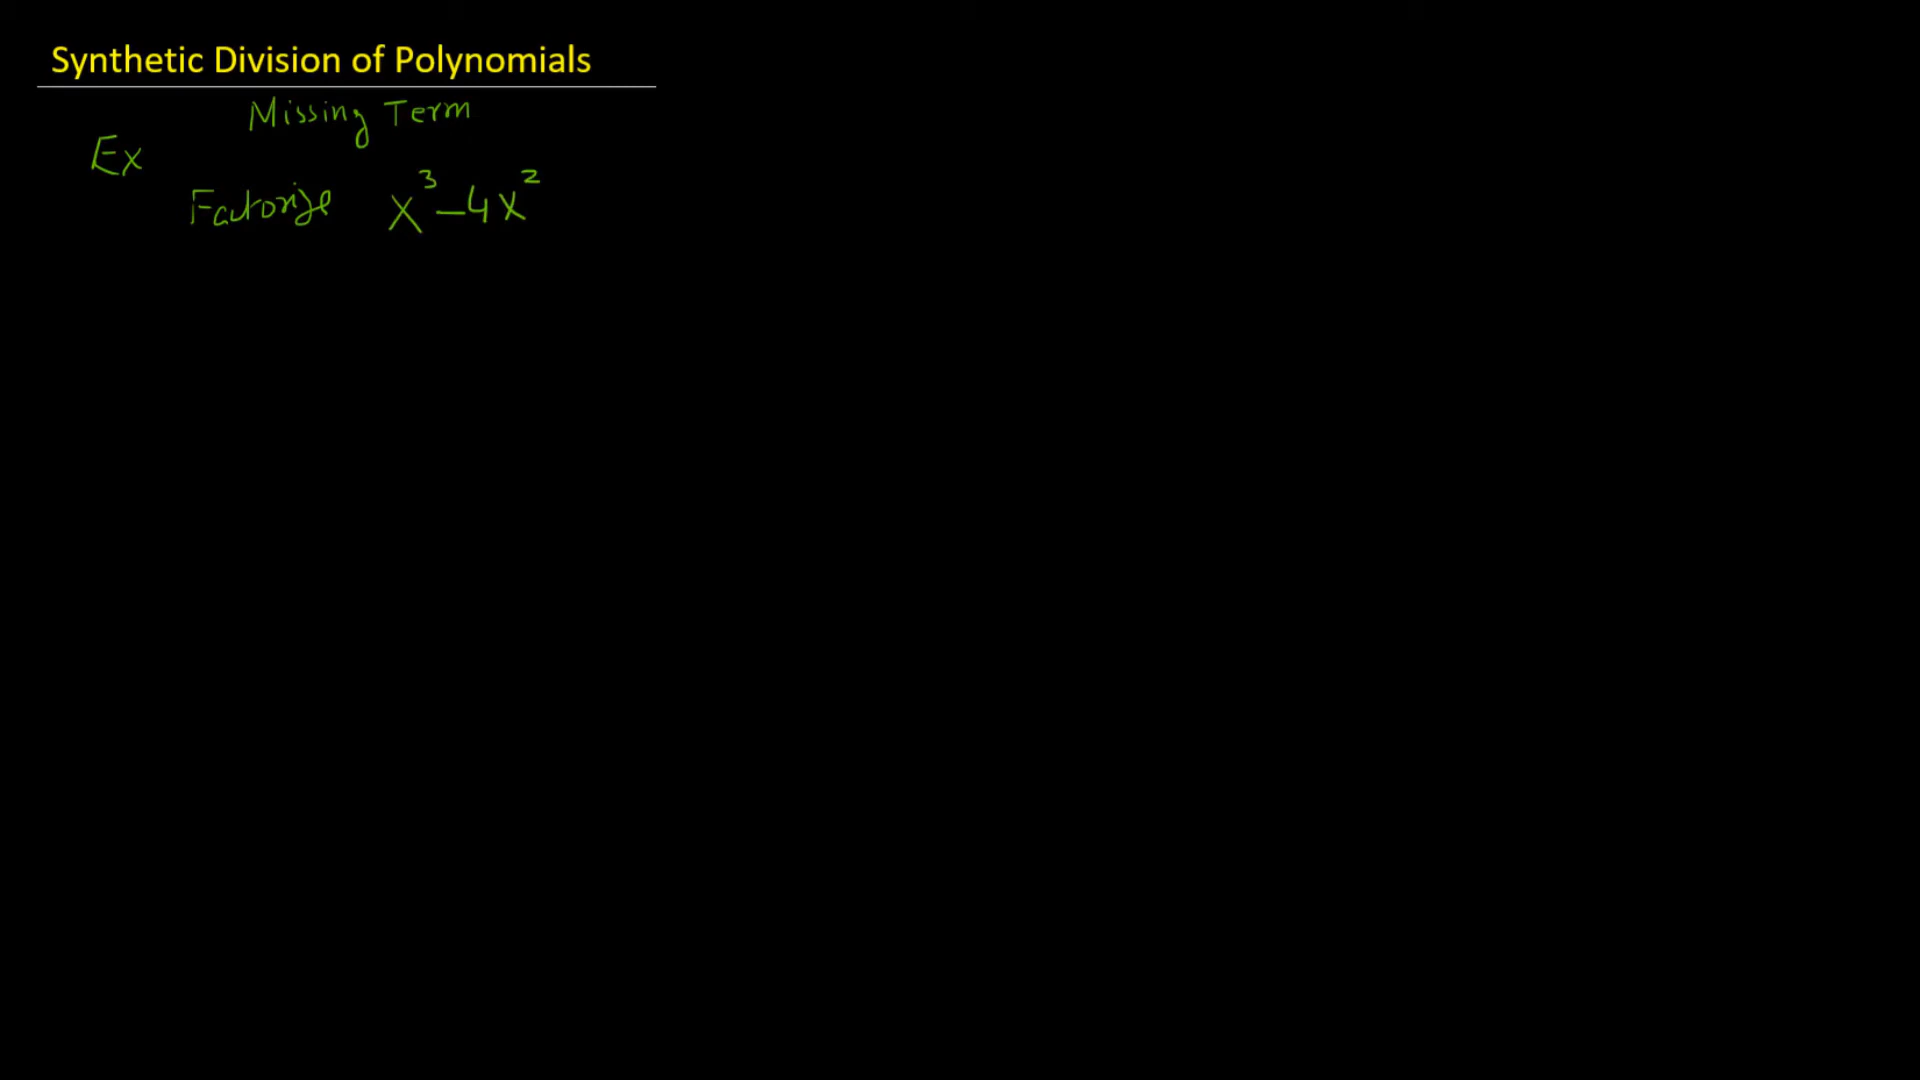 Synthetic Division of Polynomials
Missing Term
Ex
Factorize x³-4x²